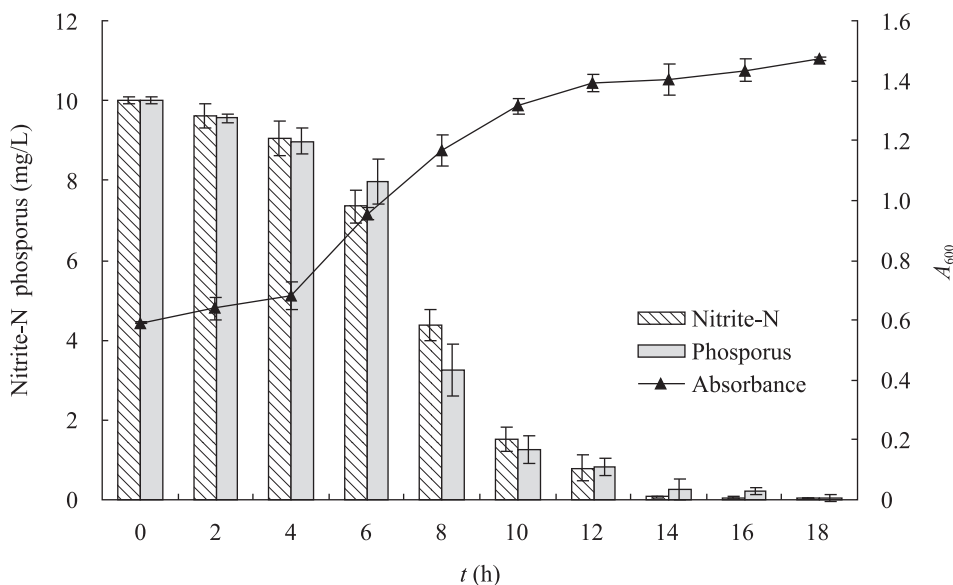 12
10
8
6
4
2
0
Nitrite-N phosporus (mg/L)
1.6
1.4
1.2
1.0
0.8
0.6
0.4
0.2
0
A600
Nitrite-N
Phosporus
Absorbance
0 2 4 6 8 10 12 14 16 18
t (h)